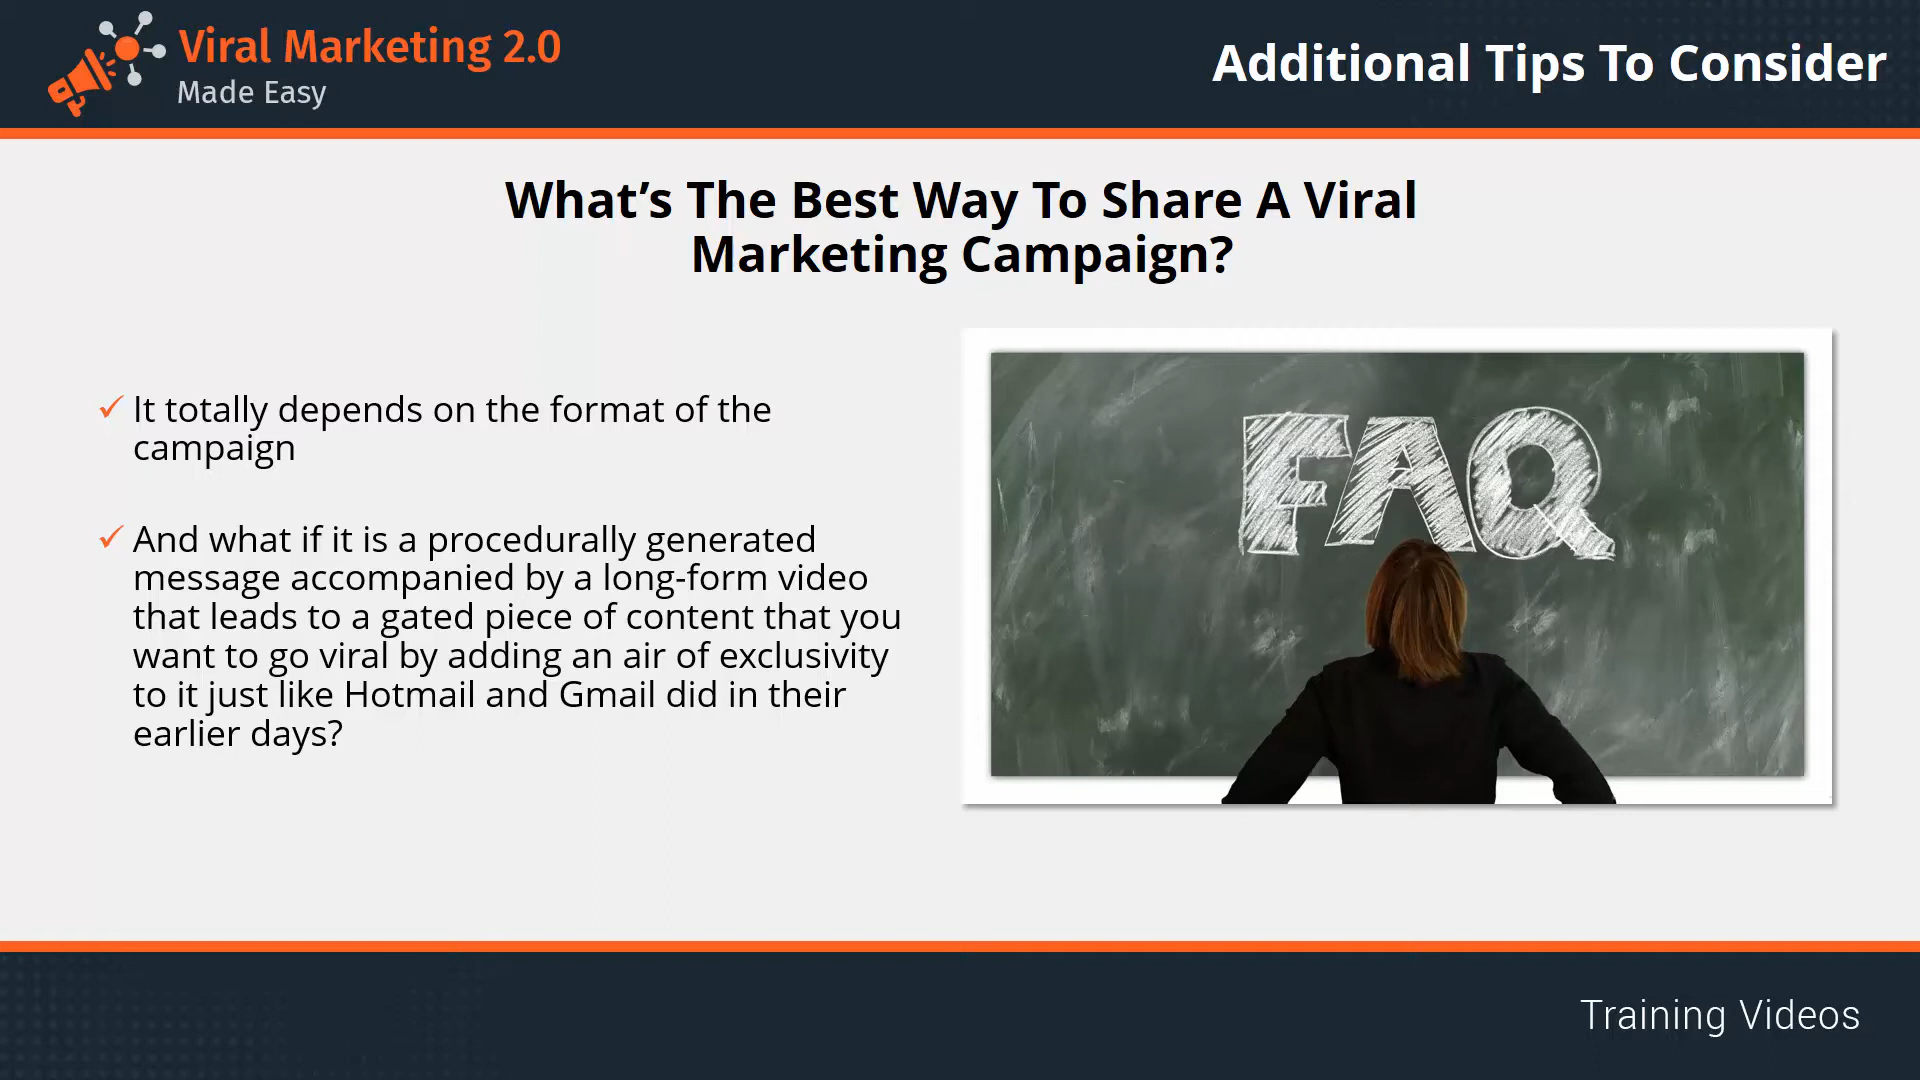 Viral Marketing 2.0
Made Easy
Additional Tips To Consider
What’s The Best Way To Share A Viral
Marketing Campaign?
It totally depends on the format of the
campaign
And what if it is a procedurally generated
message accompanied by a long-form video
that leads to a gated piece of content that you
want to go viral by adding an air of exclusivity
to it just like Hotmail and Gmail did in their
earlier days?
FAQ
Training Videos